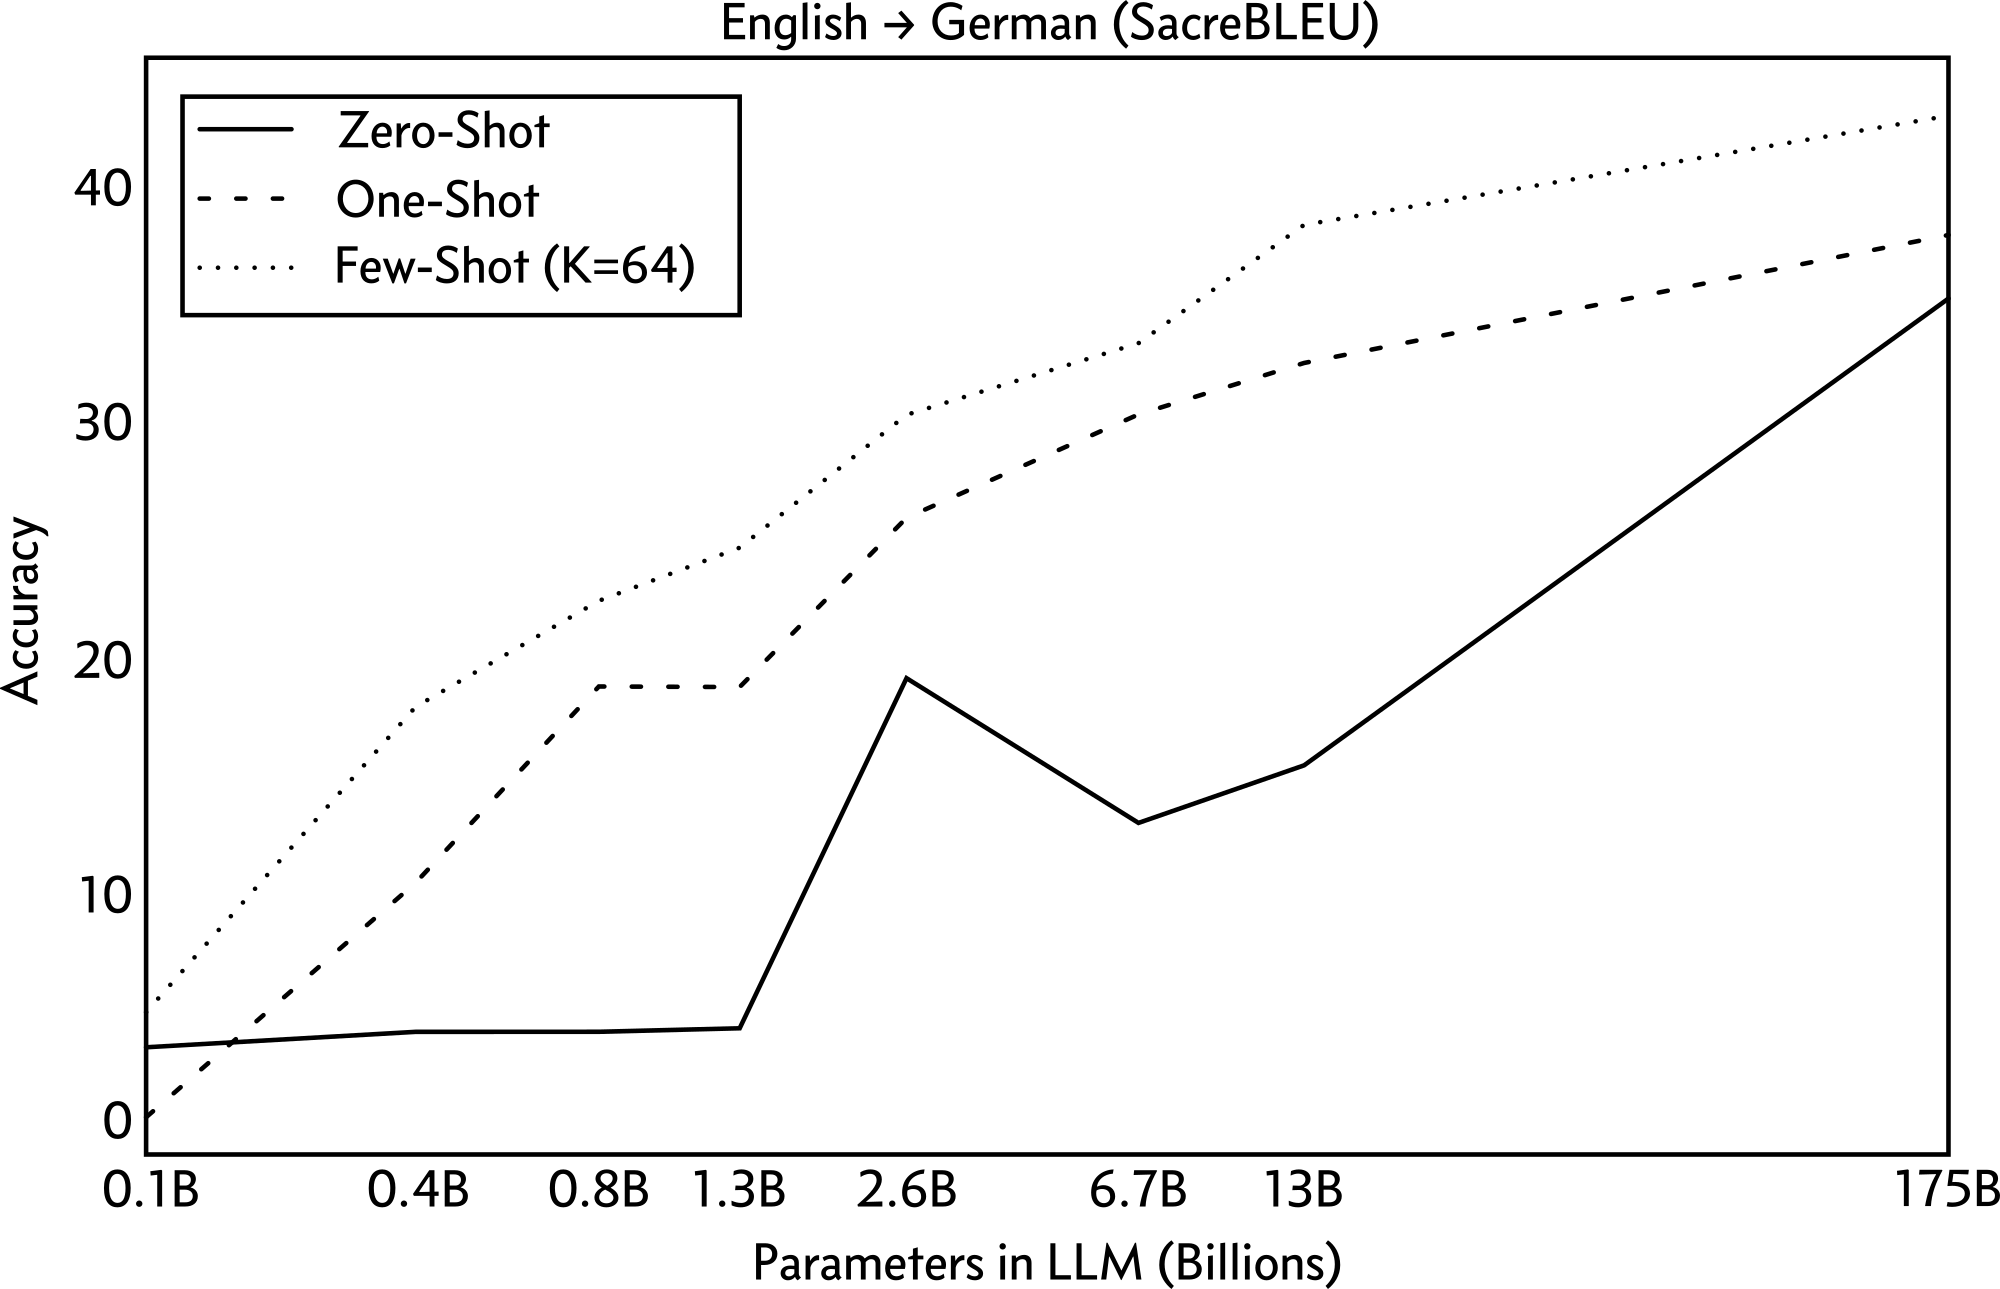 English → German (SacreBLEU)
Zero-Shot
One-Shot
Few-Shot (K=64)
Accuracy
40
30
20
10
0
0.1B 0.4B 0.8B 1.3B 2.6B 6.7B 13B 175B
Parameters in LLM (Billions)